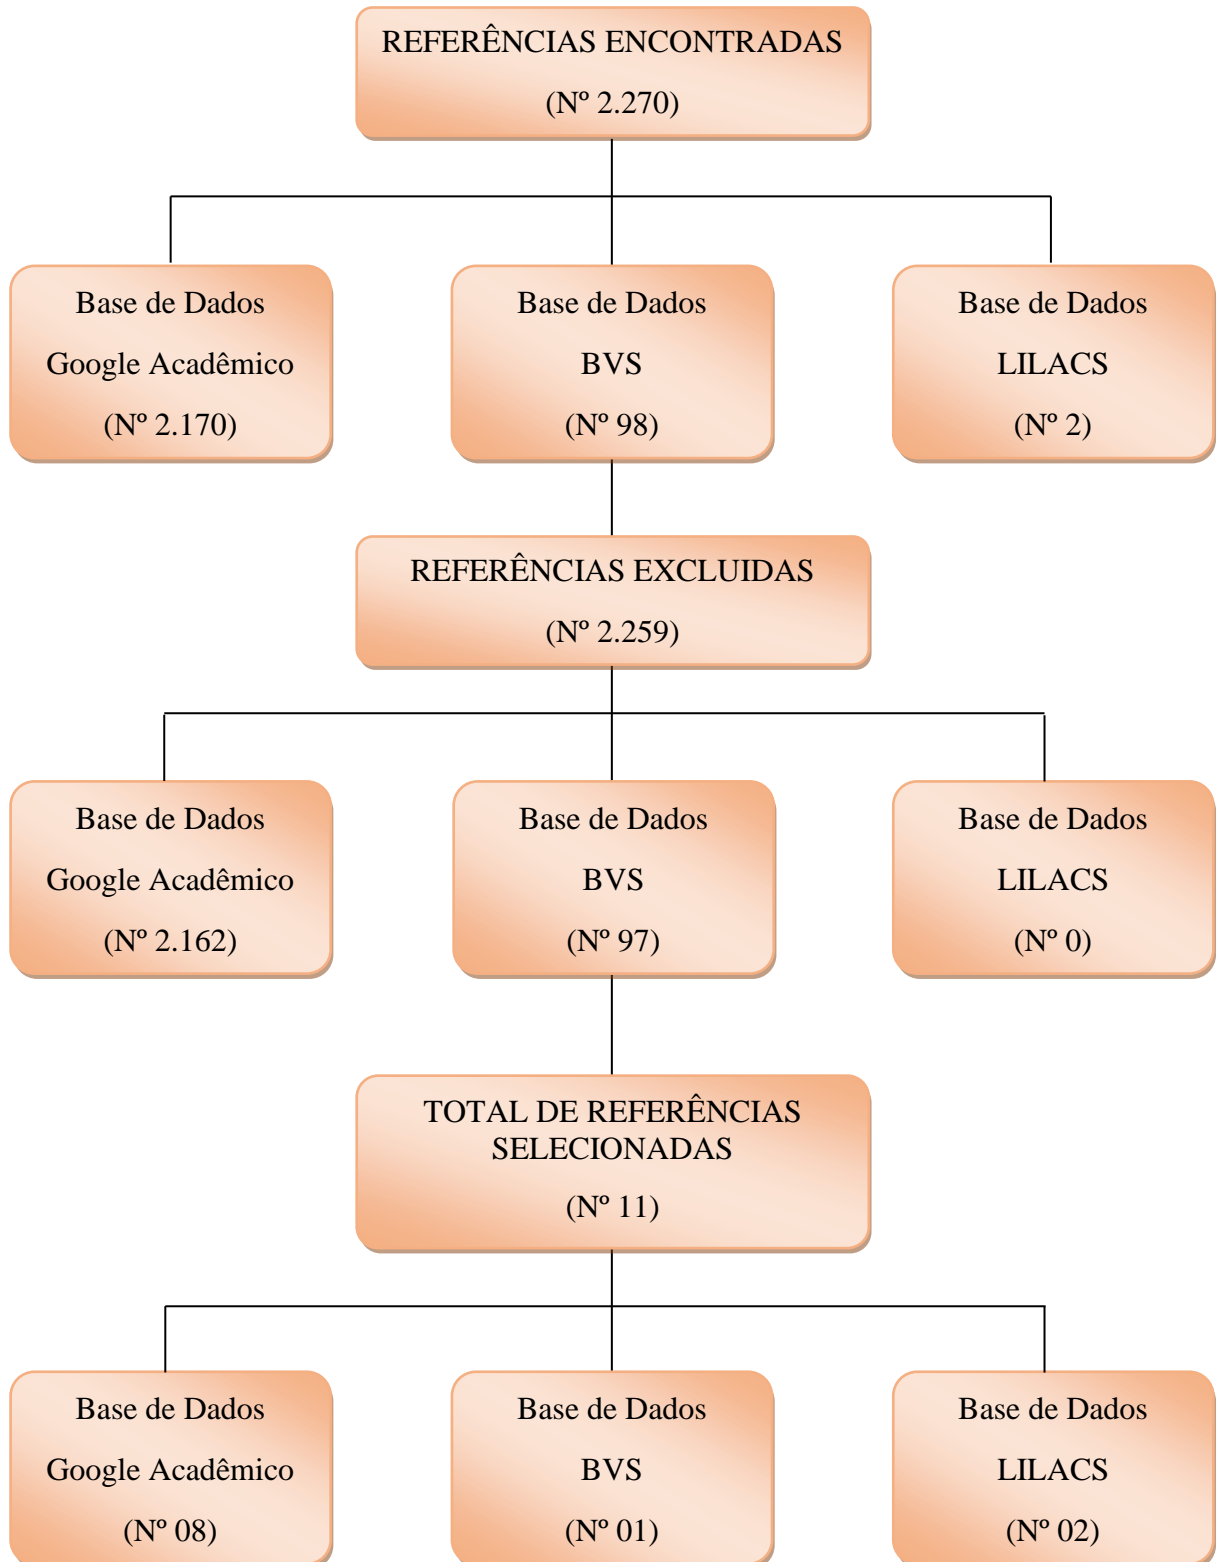 REFERÊNCIAS ENCONTRADAS
(Nº 2.270)
Base de Dados
Google Acadêmico
(Nº 2.170)
Base de Dados
BVS
(Nº 98)
Base de Dados
LILACS
(Nº 2)
REFERÊNCIAS EXCLUIDAS
(Nº 2.259)
Base de Dados
Google Acadêmico
(Nº 2.162)
Base de Dados
BVS
(Nº 97)
Base de Dados
LILACS
(Nº 0)
TOTAL DE REFERÊNCIAS
SELECIONADAS
(Nº 11)
Base de Dados
Google Acadêmico
(Nº 08)
Base de Dados
BVS
(Nº 01)
Base de Dados
LILACS
(Nº 02)